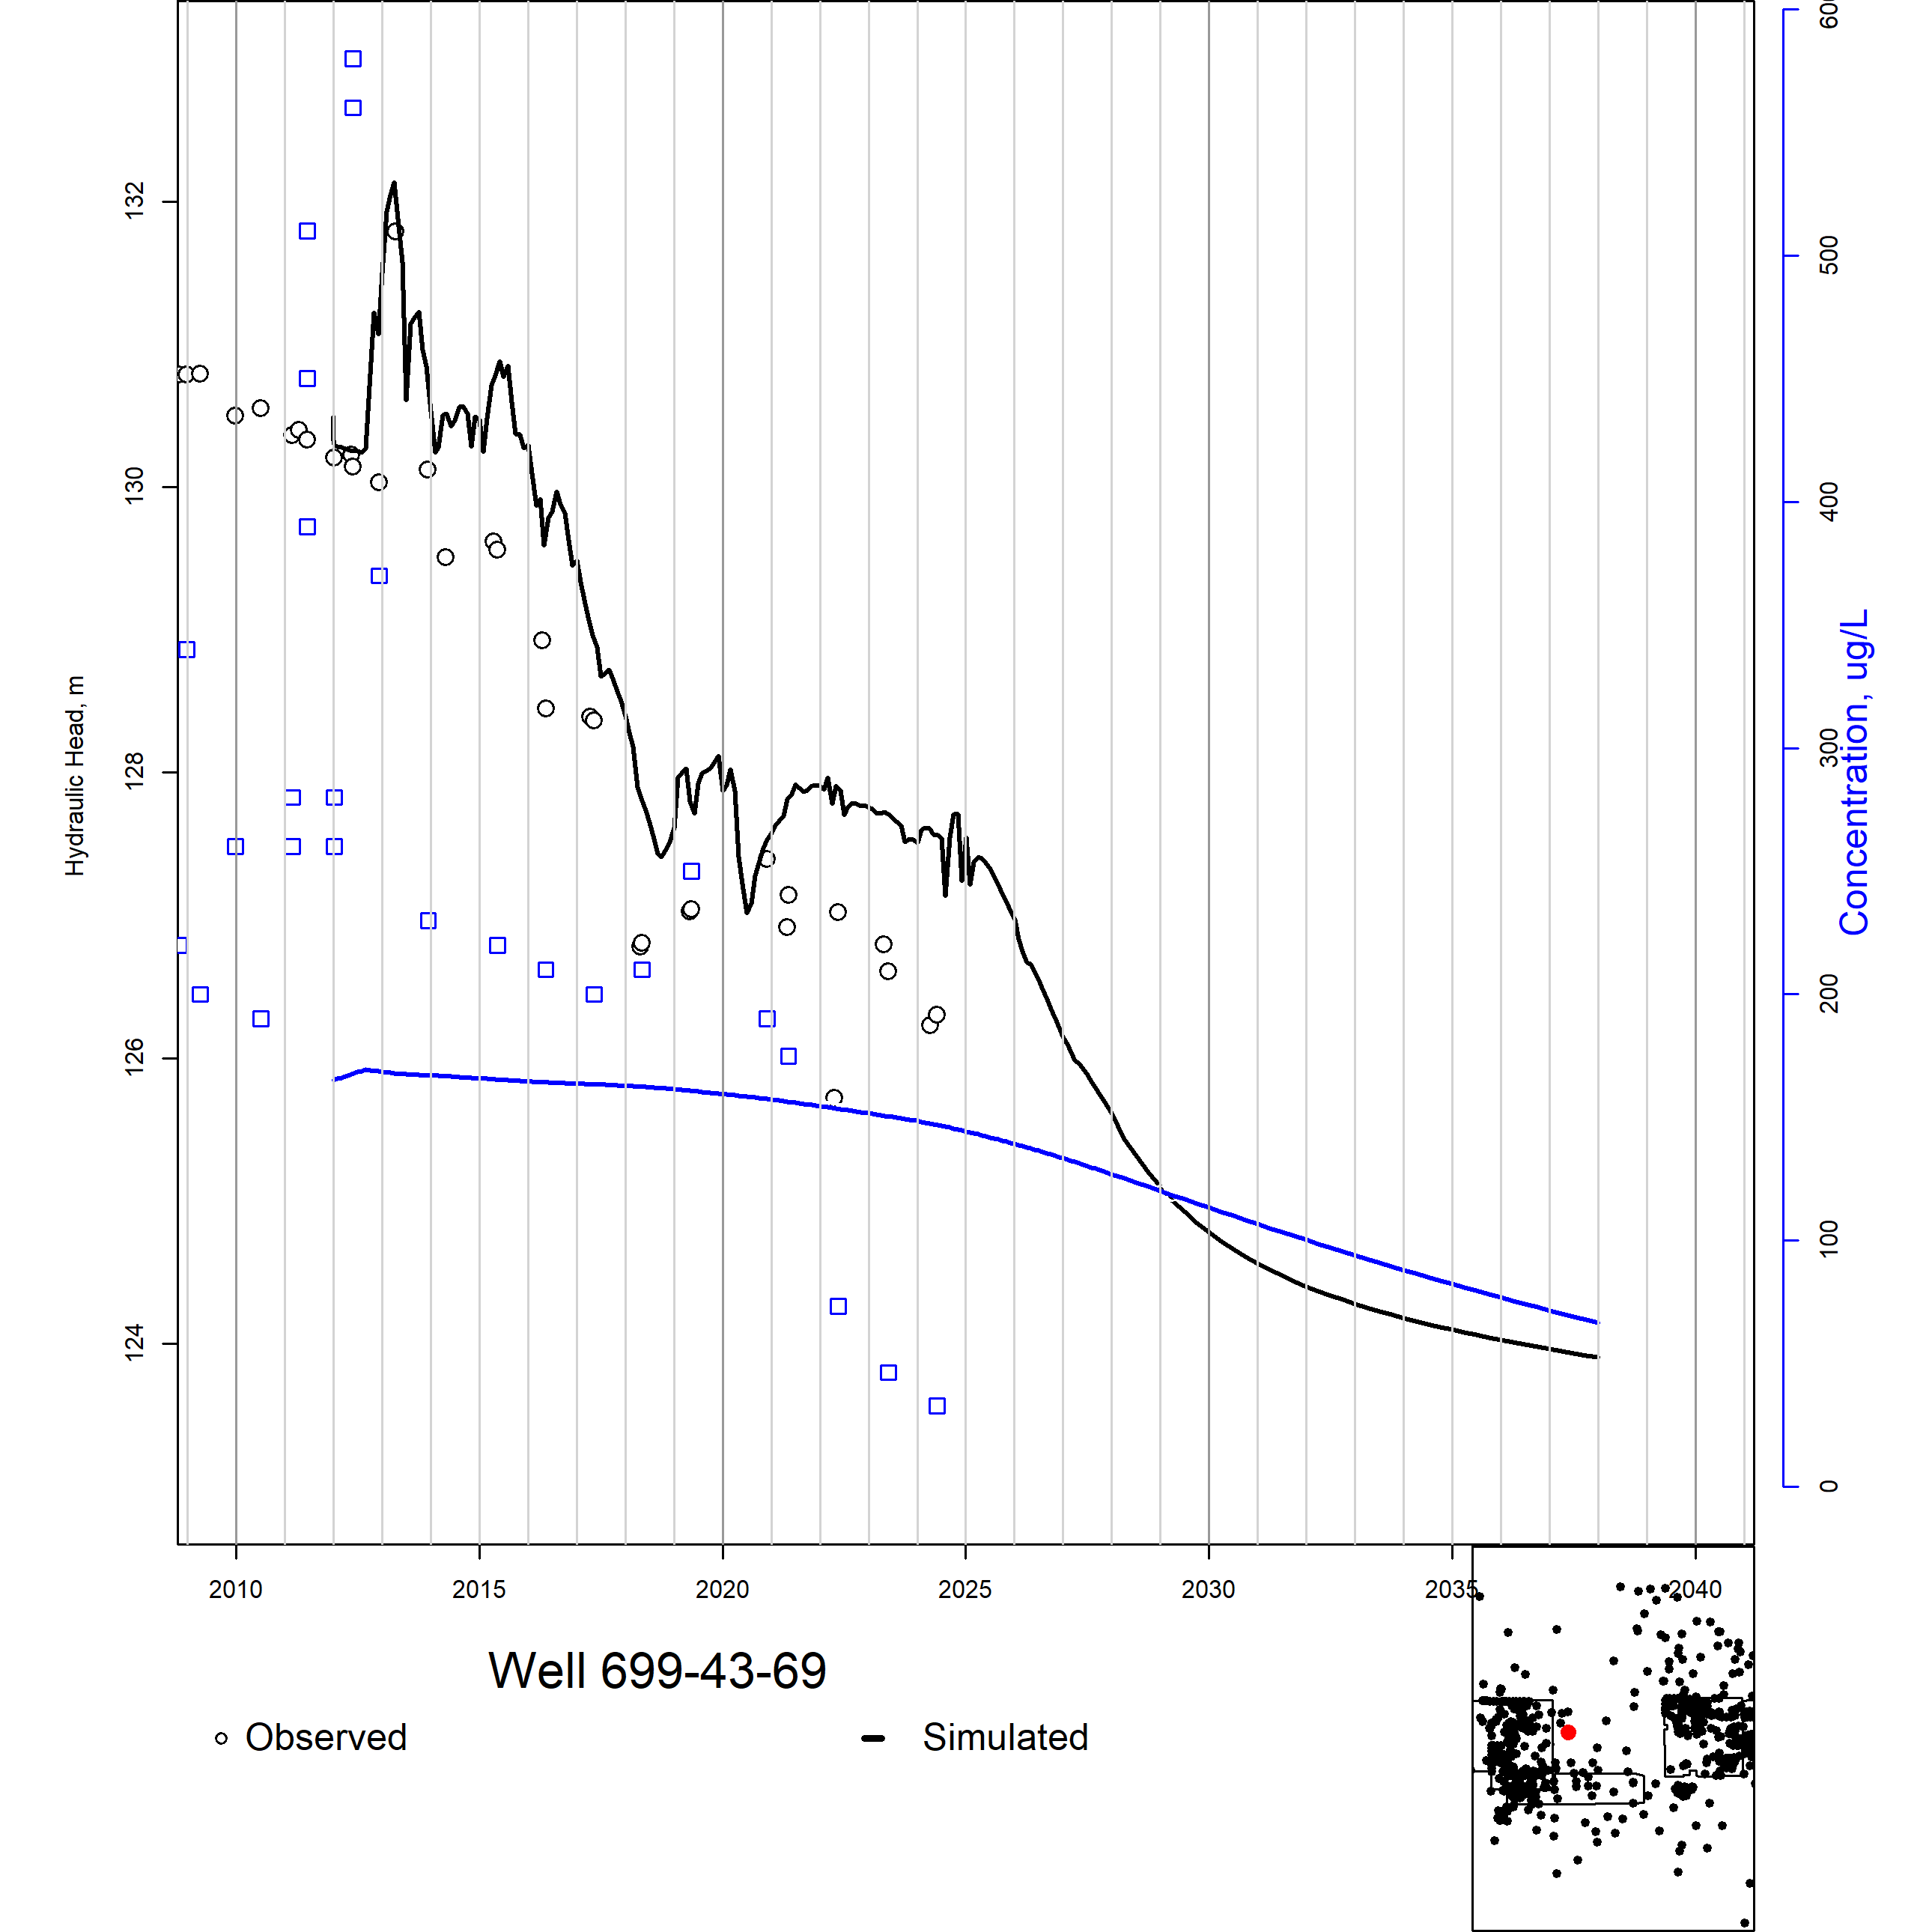 132
130
128
126
124
Hydraulic Head, m
600
500
400
300
200
100
0
Concentration, ug/L
2010 2015 2020 2025 2030 2035 2040
Well 699-43-69
Observed Simulated